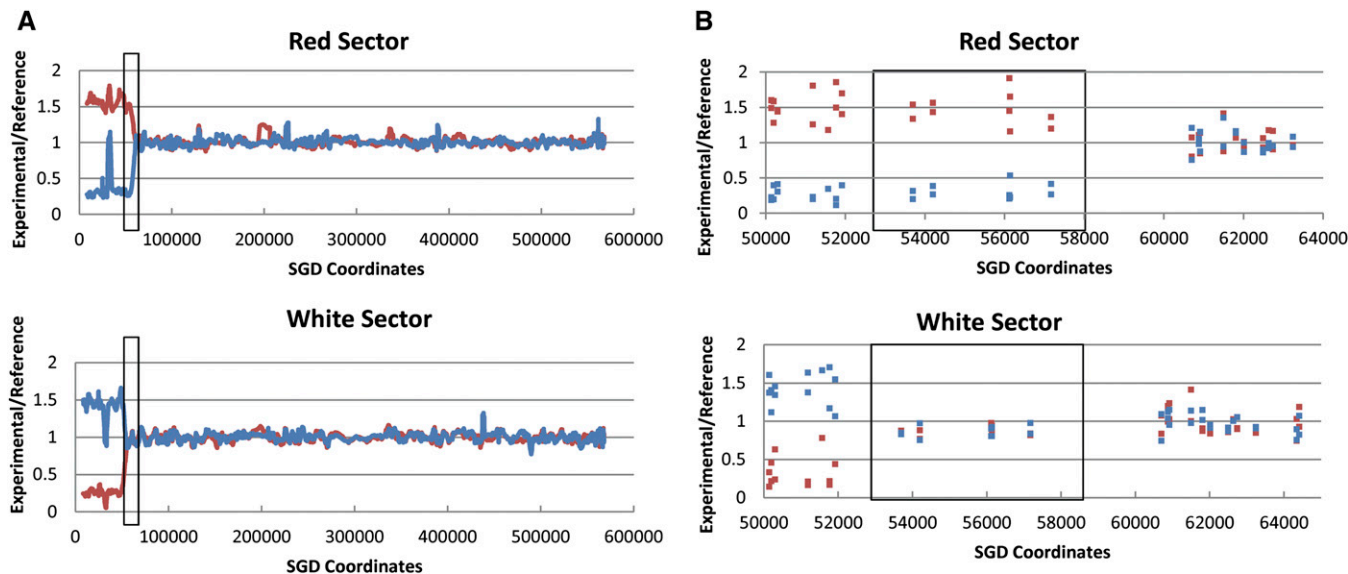 A
Red Sector
Experimental/Reference
2
1.5
1
0.5
0
0 100000 200000 300000 400000 500000 600000
SGD Coordinates
White Sector
Experimental/Reference
2
1.5
1
0.5
0
0 100000 200000 300000 400000 500000 600000
SGD Coordinates
B
Red Sector
Experimental/Reference
2
1.5
1
0.5
0
50000 52000 54000 56000 58000 60000 62000 64000
SGD Coordinates
White Sector
Experimental/Reference
2
1.5
1
0.5
0
50000 52000 54000 56000 58000 60000 62000 64000
SGD Coordinates